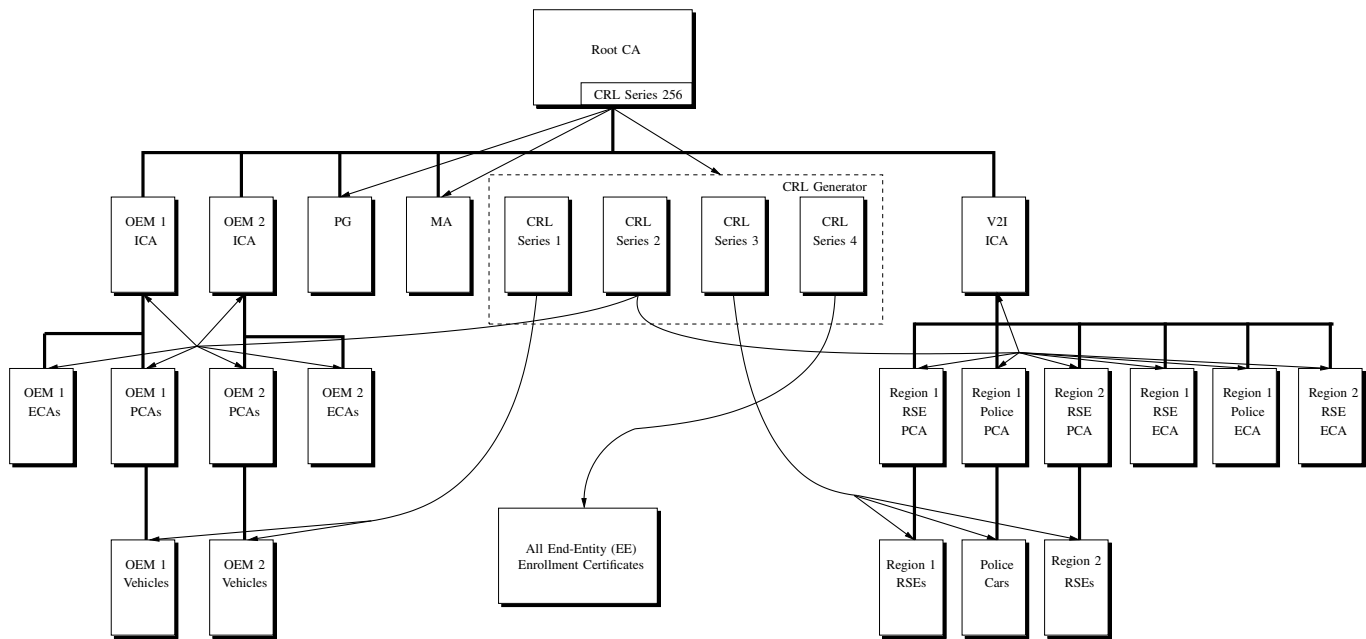 Root CA
CRL Series 256
CRL Generator
OEM 1
ICA
OEM 2
ICA
PG
MA
CRL
Series 1
CRL
Series 2
CRL
Series 3
CRL
Series 4
V2I
ICA
OEM 1
ECAs
OEM 1
PCAs
OEM 2
PCAs
OEM 2
ECAs
Region 1
RSE
PCA
Region 1
Police
PCA
Region 2
RSE
PCA
Region 1
RSE
ECA
Region 1
Police
ECA
Region 2
RSE
ECA
OEM 1
Vehicles
OEM 2
Vehicles
All End-Entity (EE)
Enrollment Certificates
Region 1
RSEs
Police
Cars
Region 2
RSEs